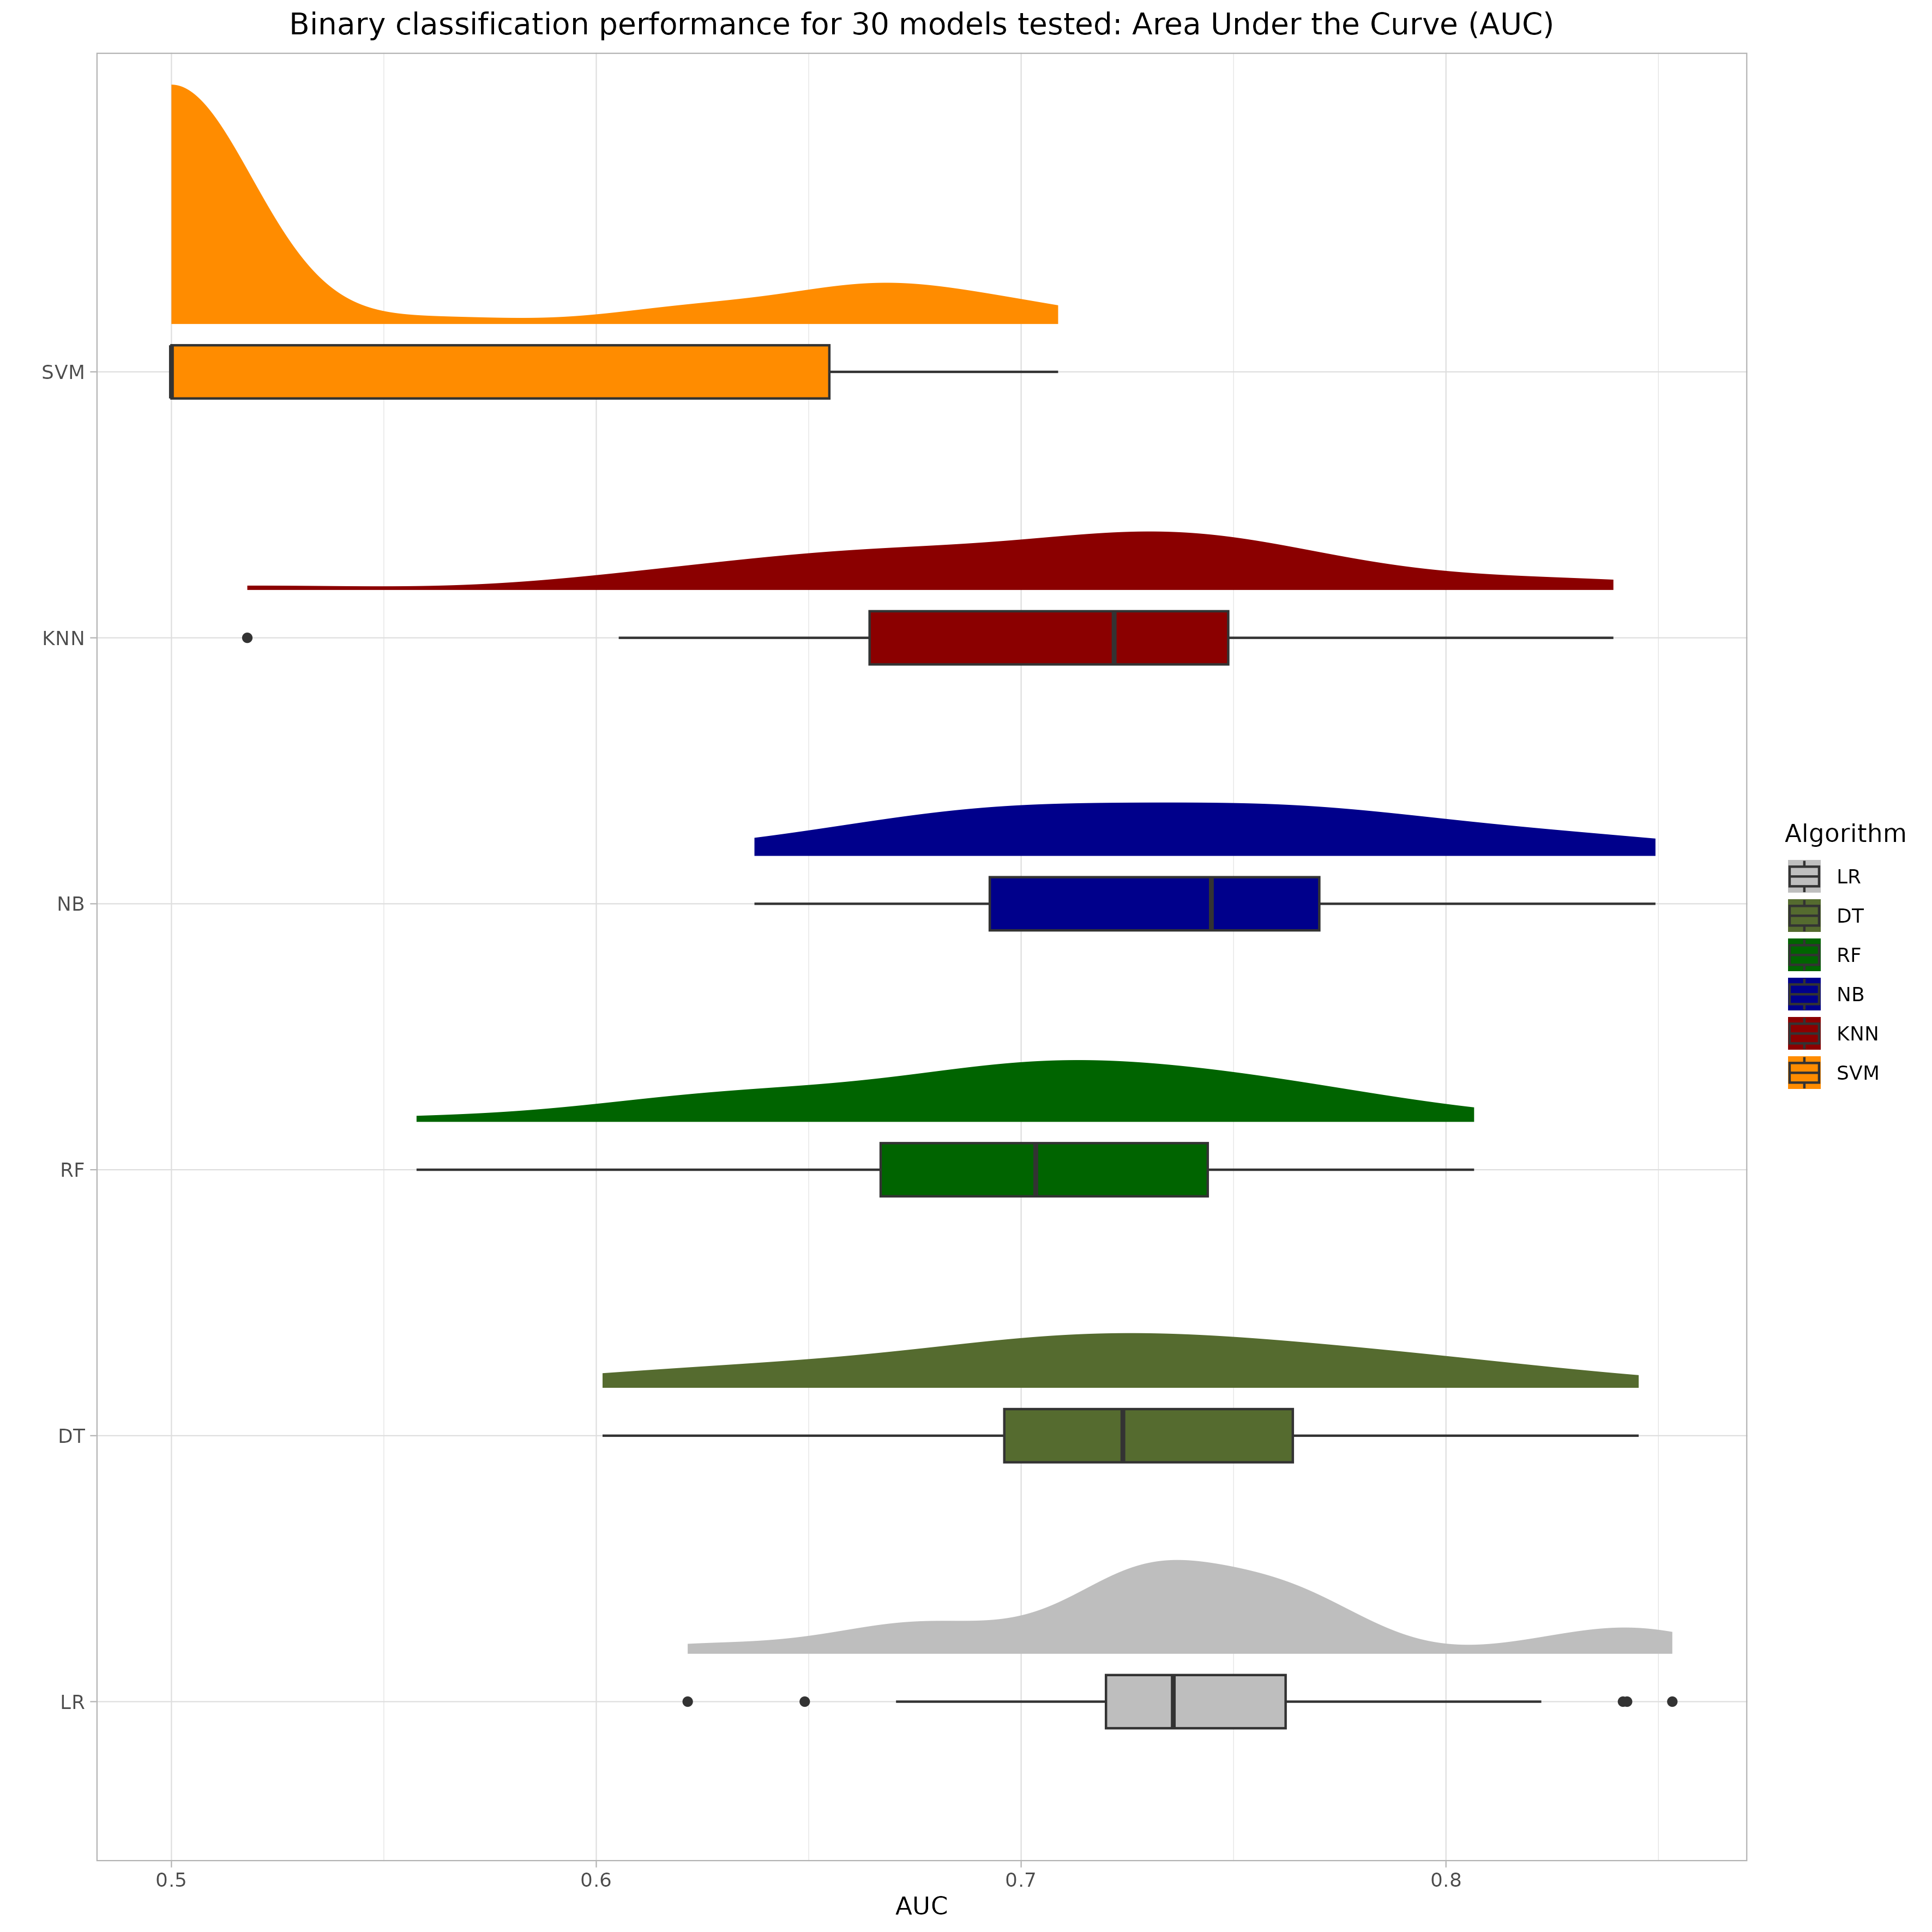 Binary classification performance for 30 models tested: Area Under the Curve (AUC)
SVM
KNN
NB
RF
DT
LR
0.5 0.6 0.7 0.8
AUC
Algorithm
LR
DT
RF
NB
KNN
SVM